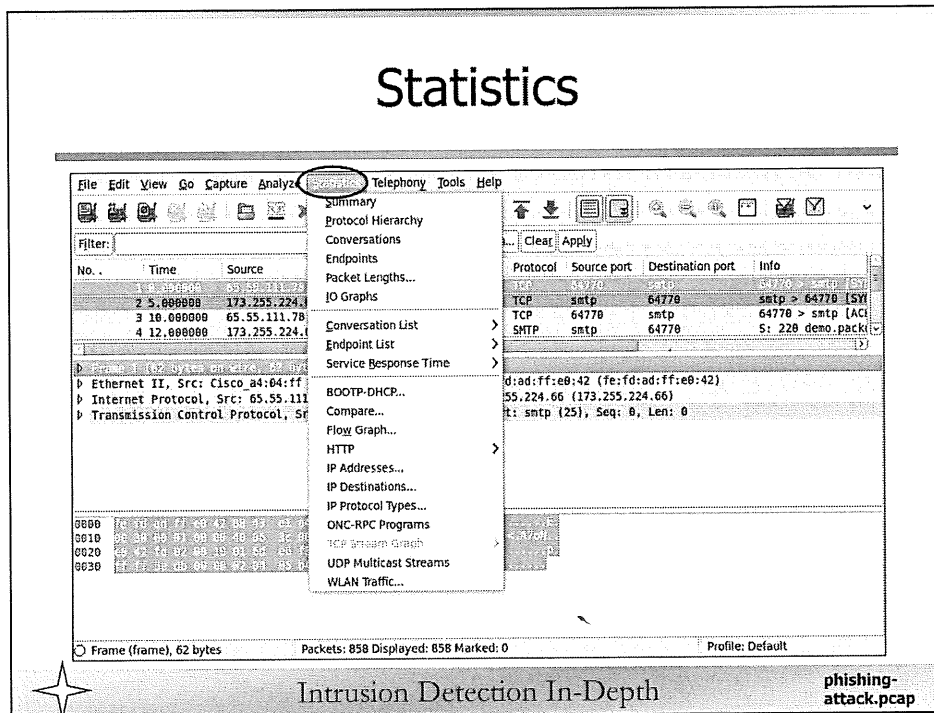 Statistics
File Edit View Go Capture Analyze Telephony Tools Help
Summary
Protocol Hierarchy
Conversations
Endpoints
Packet Lengths...
IO Graphs
Conversation List
Endpoint List
Service Response Time
BOOTP-DHCP...
Compare...
Flow Graph...
HTTP
IP Addresses...
IP Destinations...
IP Protocol Types...
ONC-RPC Programs
TCP Stream Graph
UDP Multicast Streams
WLAN Traffic...
Filter: Clear Apply
No. . Time Source Protocol Source port Destination port Info
2 5.000000 173.255.224. TCP smtp 64770 smtp > 64770 [SY
3 10.000000 65.55.111.78 TCP 64770 smtp 64770 > smtp [AC
4 12.000000 173.255.224. SMTP smtp 64770 S: 220 demo.pack
Ethernet II, Src: Cisco_a4:04:ff d:ad:ff:e0:42 (fe:fd:ad:ff:e0:42)
Internet Protocol, Src: 65.55.111 55.224.66 (173.255.224.66)
Transmission Control Protocol, Sr t: smtp (25), Seq: 0, Len: 0
0000
0010
0020
0030
Frame (frame), 62 bytes Packets: 858 Displayed: 858 Marked: 0 Profile: Default
Intrusion Detection In-Depth
phishing-
attack.pcap